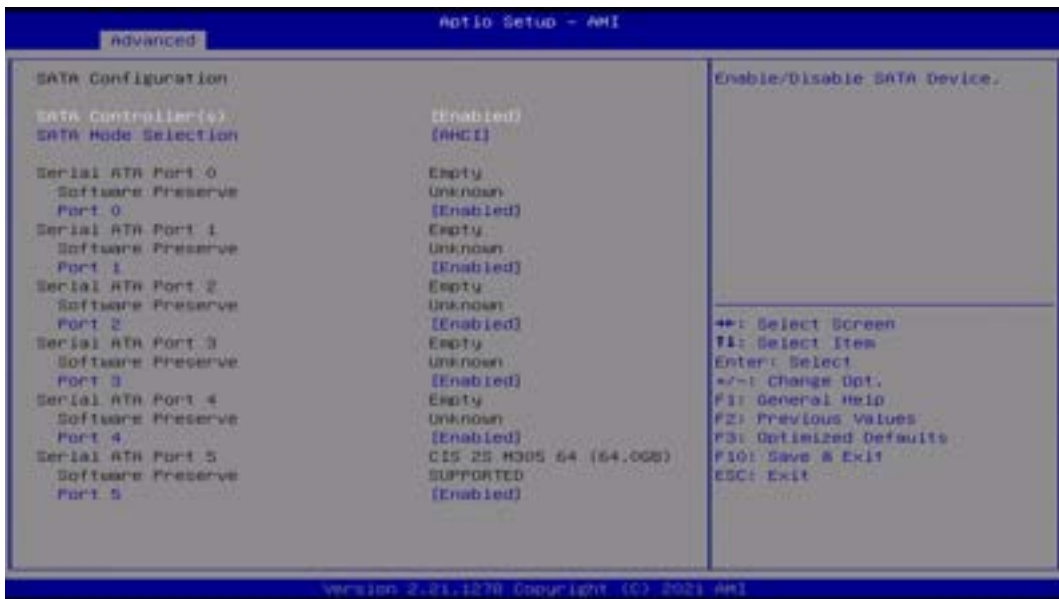 Aptio Setup - AMI
Advanced
SATA Configuration
SATA Controller(s) [Enabled]
SATA Mode Selection [AHCI]
Serial ATA Port 0 Empty
Software Preserve Unknown
Port 0 [Enabled]
Serial ATA Port 1 Empty
Software Preserve Unknown
Port 1 [Enabled]
Serial ATA Port 2 Empty
Software Preserve Unknown
Port 2 [Enabled]
Serial ATA Port 3 Empty
Software Preserve Unknown
Port 3 [Enabled]
Serial ATA Port 4 Empty
Software Preserve Unknown
Port 4 [Enabled]
Serial ATA Port 5 CIS 2S M305 64 (64.0GB)
Software Preserve SUPPORTED
Port 5 [Enabled]
Enable/Disable SATA Device.
→←: Select Screen
↑↓: Select Item
Enter: Select
+/-: Change Opt.
F1: General Help
F2: Previous Values
F3: Optimized Defaults
F10: Save & Exit
ESC: Exit
Version 2.21.1278 Copyright (C) 2021 AMI